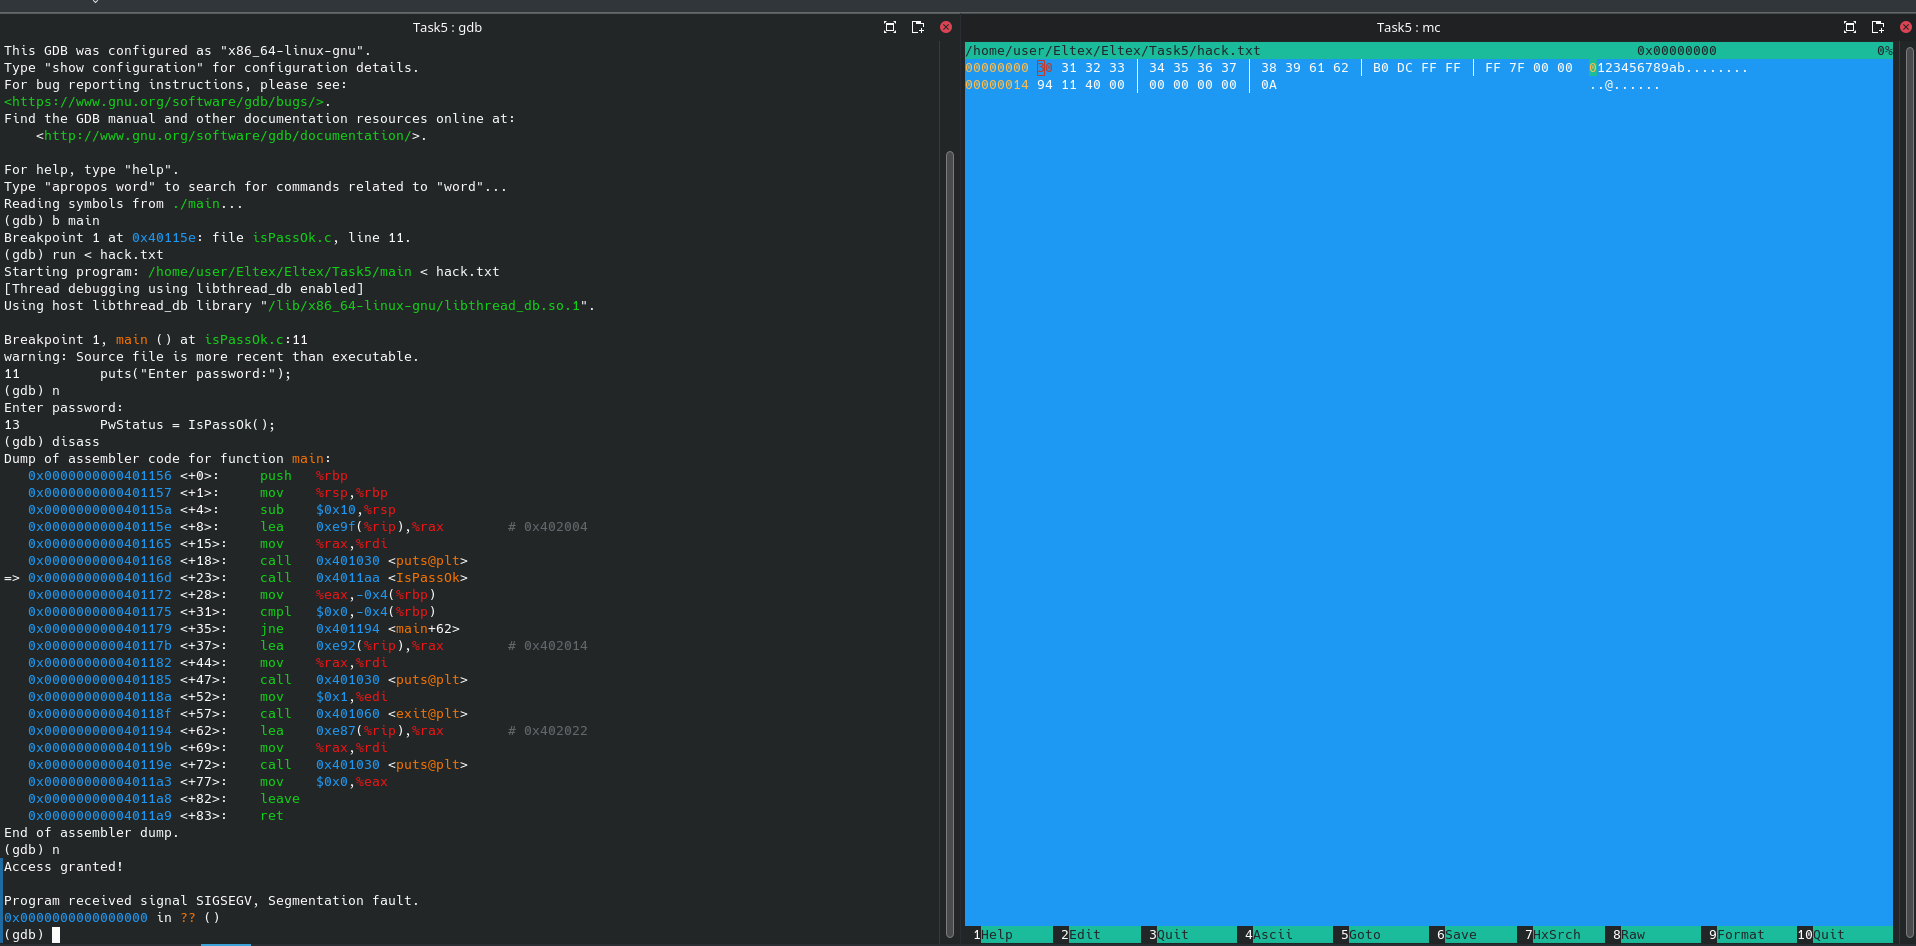 Task5 : gdb
This GDB was configured as "x86_64-linux-gnu".
Type "show configuration" for configuration details.
For bug reporting instructions, please see:
<https://www.gnu.org/software/gdb/bugs/>.
Find the GDB manual and other documentation resources online at:
    <http://www.gnu.org/software/gdb/documentation/>.
For help, type "help".
Type "apropos word" to search for commands related to "word"...
Reading symbols from ./main...
(gdb) b main
Breakpoint 1 at 0x40115e: file isPassOk.c, line 11.
(gdb) run < hack.txt
Starting program: /home/user/Eltex/Eltex/Task5/main < hack.txt
[Thread debugging using libthread_db enabled]
Using host libthread_db library "/lib/x86_64-linux-gnu/libthread_db.so.1".
Breakpoint 1, main () at isPassOk.c:11
warning: Source file is more recent than executable.
11          puts("Enter password:");
(gdb) n
Enter password:
13          PwStatus = IsPassOk();
(gdb) disass
Dump of assembler code for function main:
   0x0000000000401156 <+0>:     push   %rbp
   0x0000000000401157 <+1>:     mov    %rsp,%rbp
   0x000000000040115a <+4>:     sub    $0x10,%rsp
   0x000000000040115e <+8>:     lea    0xe9f(%rip),%rax        # 0x402004
   0x0000000000401165 <+15>:    mov    %rax,%rdi
   0x0000000000401168 <+18>:    call   0x401030 <puts@plt>
=> 0x000000000040116d <+23>:    call   0x4011aa <IsPassOk>
   0x0000000000401172 <+28>:    mov    %eax,-0x4(%rbp)
   0x0000000000401175 <+31>:    cmpl   $0x0,-0x4(%rbp)
   0x0000000000401179 <+35>:    jne    0x401194 <main+62>
   0x000000000040117b <+37>:    lea    0xe92(%rip),%rax        # 0x402014
   0x0000000000401182 <+44>:    mov    %rax,%rdi
   0x0000000000401185 <+47>:    call   0x401030 <puts@plt>
   0x000000000040118a <+52>:    mov    $0x1,%edi
   0x000000000040118f <+57>:    call   0x401060 <exit@plt>
   0x0000000000401194 <+62>:    lea    0xe87(%rip),%rax        # 0x402022
   0x000000000040119b <+69>:    mov    %rax,%rdi
   0x000000000040119e <+72>:    call   0x401030 <puts@plt>
   0x00000000004011a3 <+77>:    mov    $0x0,%eax
   0x00000000004011a8 <+82>:    leave
   0x00000000004011a9 <+83>:    ret
End of assembler dump.
(gdb) n
Access granted!
Program received signal SIGSEGV, Segmentation fault.
0x0000000000000000 in ?? ()
(gdb)
Task5 : mc
/home/user/Eltex/Eltex/Task5/hack.txt 0x00000000 0%
00000000 30 31 32 33 | 34 35 36 37 | 38 39 61 62 | B0 DC FF FF | FF 7F 00 00  0123456789ab........
00000014 94 11 40 00 | 00 00 00 00 | 0A ..@......
1Help 2Edit 3Quit 4Ascii 5Goto 6Save 7HxSrch 8Raw 9Format 10Quit